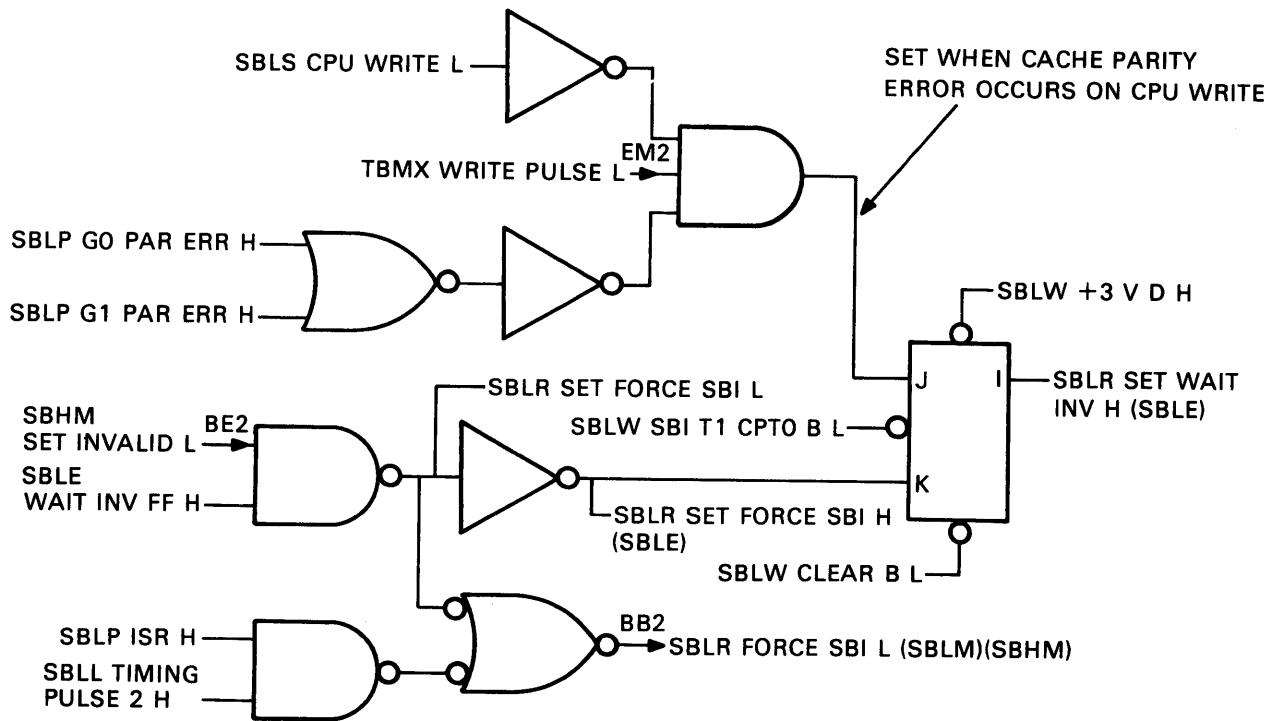 SBLS CPU WRITE L
SET WHEN CACHE PARITY
ERROR OCCURS ON CPU WRITE
EM2
TBMX WRITE PULSE L
SBLP G0 PAR ERR H
SBLP G1 PAR ERR H
SBLW +3 V D H
J
I
SBLR SET WAIT
INV H (SBLE)
SBLR SET FORCE SBI L
SBHM
SET INVALID L
BE2
SBLW SBI T1 CPTO B L
SBLE
WAIT INV FF H
K
SBLR SET FORCE SBI H
(SBLE)
SBLW CLEAR B L
SBLP ISR H
BB2
SBLR FORCE SBI L (SBLM)(SBHM)
SBLL TIMING
PULSE 2 H